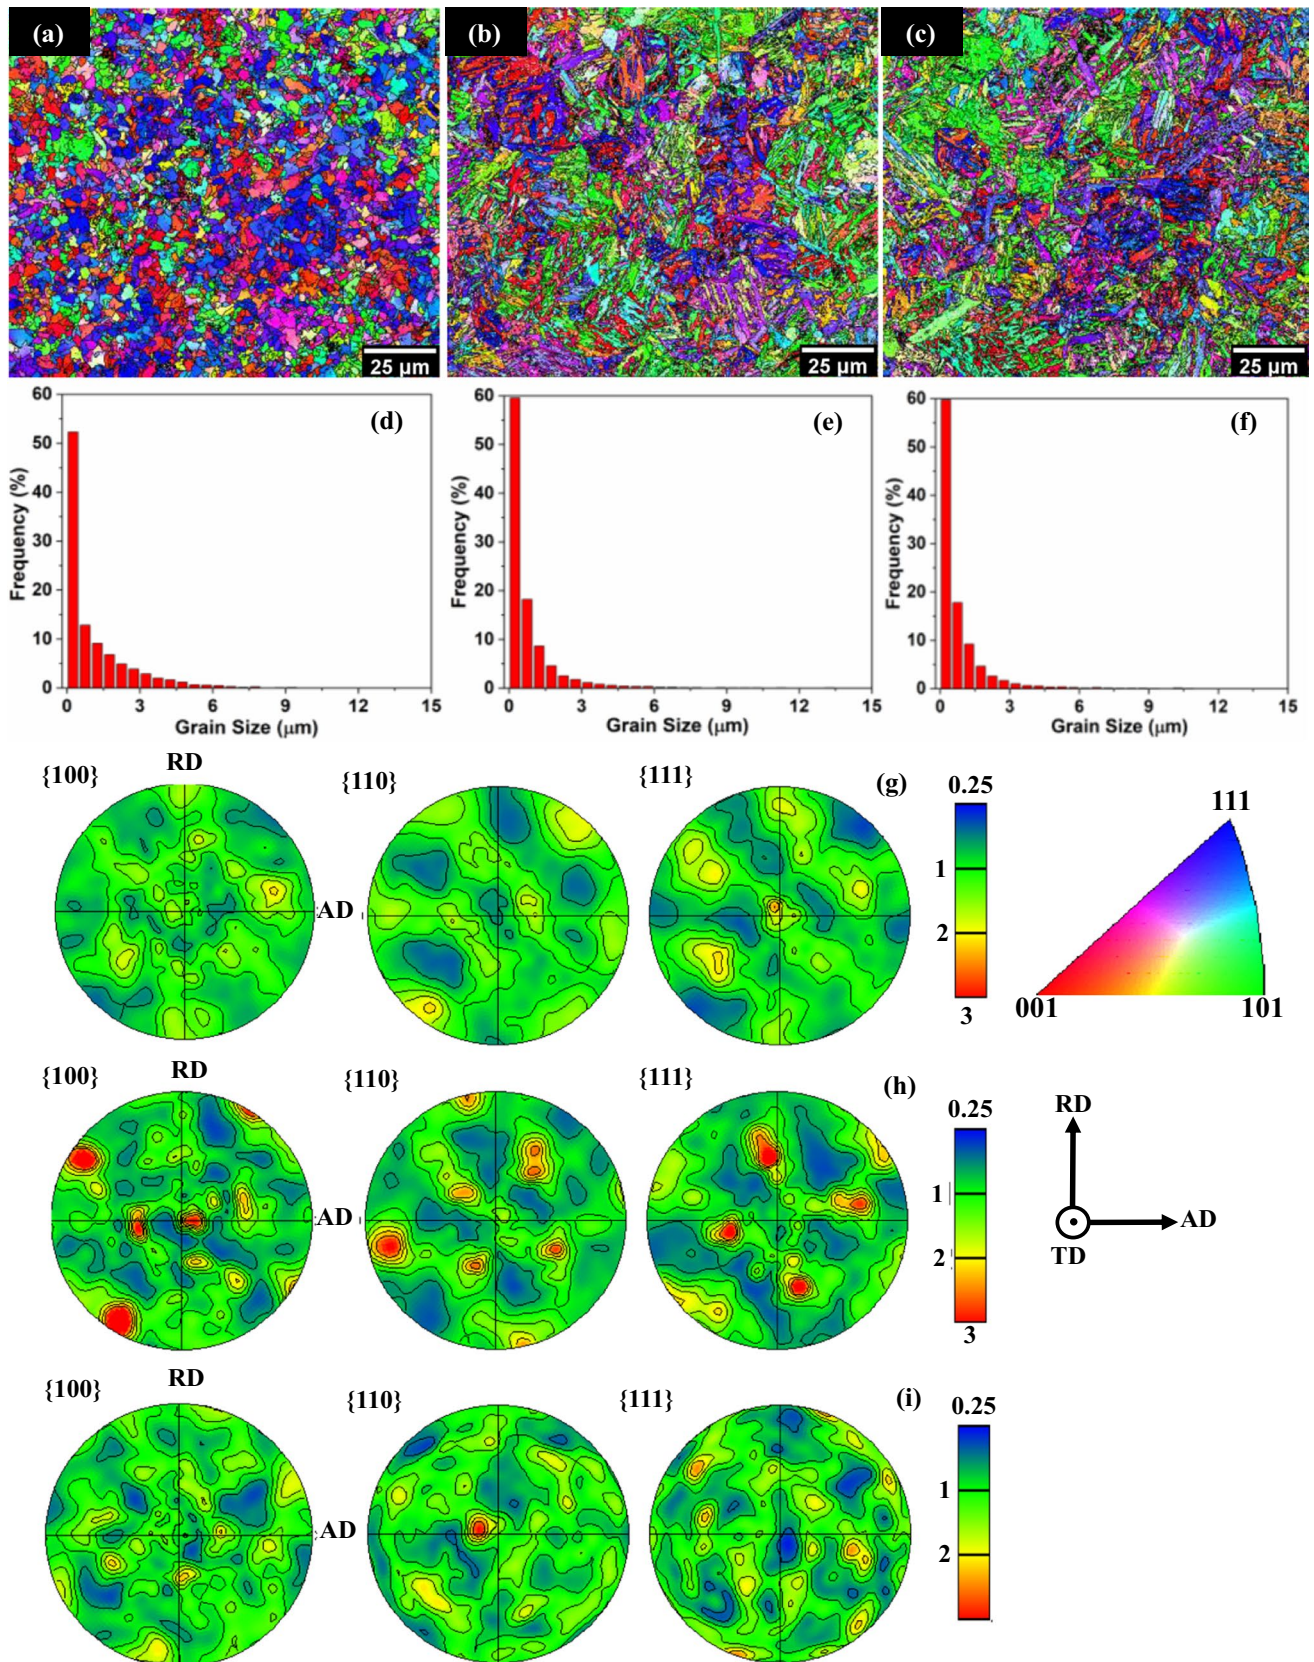 (a)
(b)
(c)
25 µm
25 µm
25 µm
60
50
40
30
20
10
0
Frequency (%)
(d)
0 3 6 9 12 15
Grain Size (µm)
60
50
40
30
20
10
0
Frequency (%)
(e)
0 3 6 9 12 15
Grain Size (µm)
60
50
40
30
20
10
0
Frequency (%)
(f)
0 3 6 9 12 15
Grain Size (µm)
{100}
RD
AD
{110}
{111}
(g)
0.25
1
2
3
111
001
101
{100}
RD
AD
{110}
{111}
(h)
0.25
1
2
3
RD
AD
TD
{100}
RD
AD
{110}
{111}
(i)
0.25
1
2